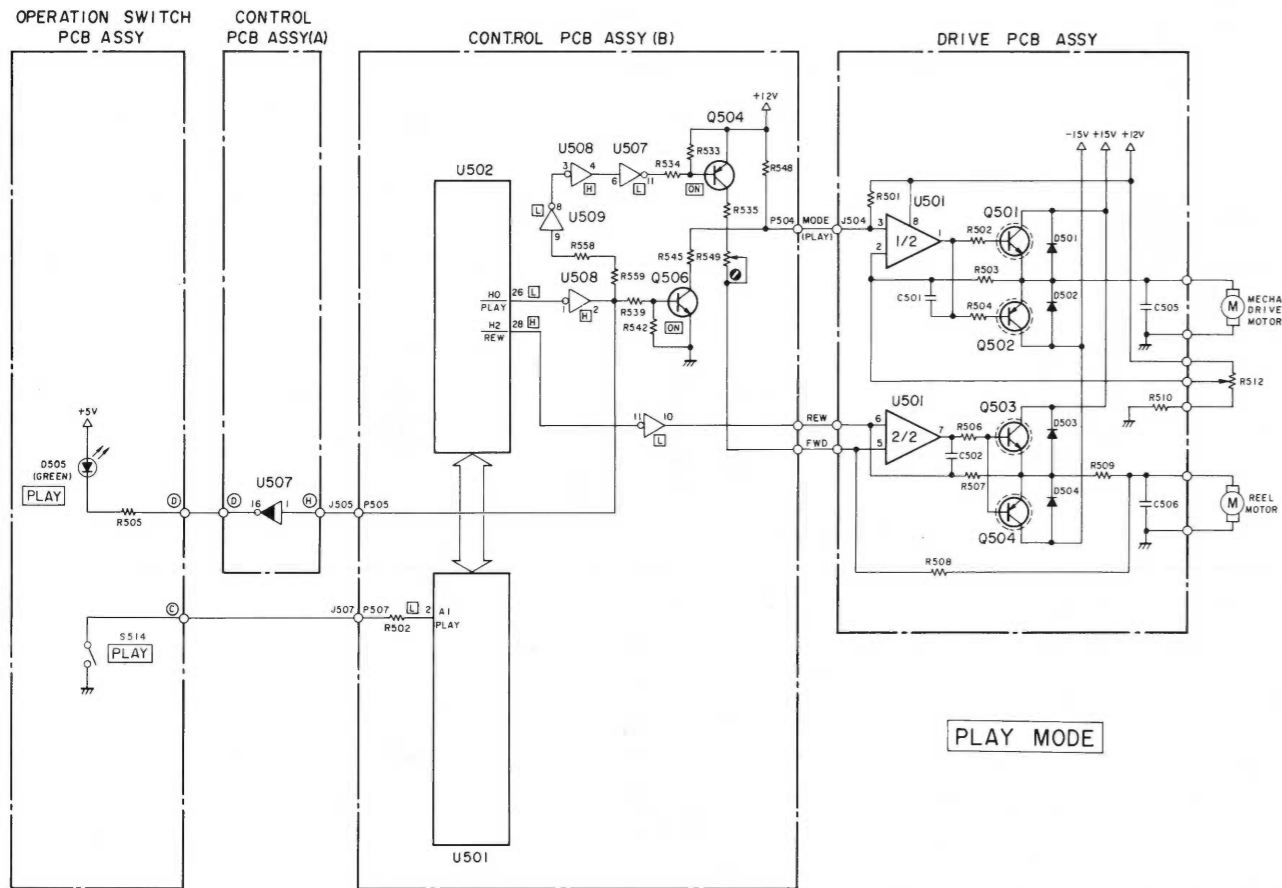 OPERATION SWITCH
PCB ASSY
CONTROL
PCB ASSY(A)
CONTROL PCB ASSY (B)
DRIVE PCB ASSY
+12V
Q504
U508
U507
R533
R534
3
4
6
11
H
L
ON
R548
-15V
+15V
+12V
U502
L
8
U509
9
R535
R501
U501
Q501
P504
MODE
(PLAY)
J504
3
8
1
2
1/2
R502
D501
R558
R559
R545
R549
Q506
R503
C501
R504
D502
C505
M
MECHA
DRIVE
MOTOR
H0
PLAY
26
L
U508
1
2
H
R539
R542
ON
H2
REW
28
H
Q502
R512
R510
U501
Q503
11
10
L
REW
FWD
6
5
7
2/2
R506
C502
R507
D503
R509
+5V
D505
(GREEN)
PLAY
U507
D
D
16
1
H
J505
P505
R505
D504
Q504
C506
M
REEL
MOTOR
R508
C
J507
P507
L
2
A1
PLAY
R502
S514
PLAY
PLAY MODE
U501